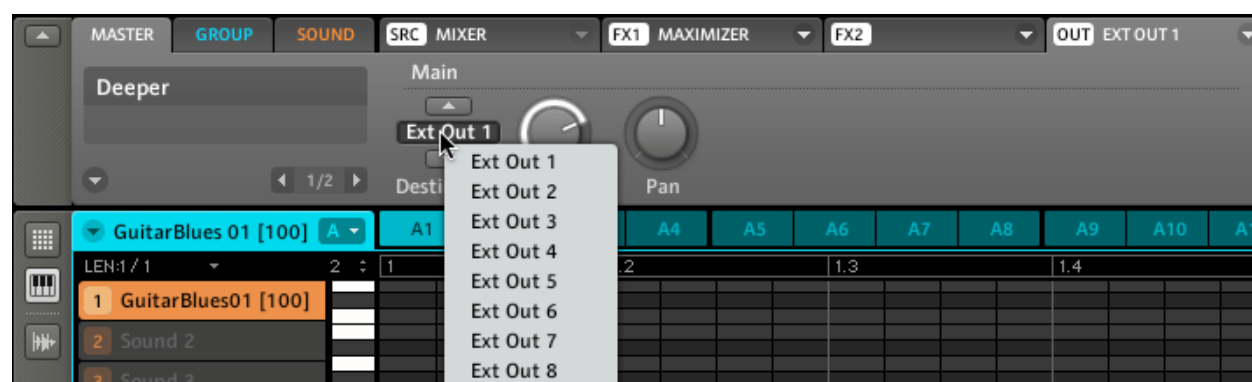 MASTER GROUP SOUND SRC MIXER FX1 MAXIMIZER FX2 OUT EXT OUT 1
Main
Deeper
Ext Out 1
1/2
Pan
Ext Out 1
Ext Out 2
Ext Out 3
Ext Out 4
Ext Out 5
Ext Out 6
Ext Out 7
Ext Out 8
GuitarBlues 01 [100] A A1 A4 A5 A6 A7 A8 A9 A10
LEN:1 / 1 2 1 .2 1.3 1.4
1 GuitarBlues01 [100]
2 Sound 2
3 Sound 3